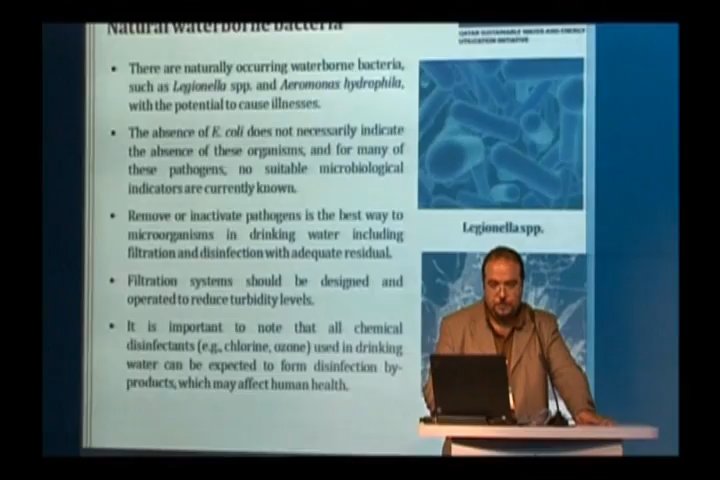 Natural waterborne bacteria
QATAR SUSTAINABLE WATER AND ENERGY
UTILIZATION INITIATIVE
• There are naturally occurring waterborne bacteria,
such as Legionella spp. and Aeromonas hydrophila,
with the potential to cause illnesses.
• The absence of E. coli does not necessarily indicate
the absence of these organisms, and for many of
these pathogens, no suitable microbiological
indicators are currently known.
• Remove or inactivate pathogens is the best way to
microorganisms in drinking water including
filtration and disinfection with adequate residual.
• Filtration systems should be designed and
operated to reduce turbidity levels.
• It is important to note that all chemical
disinfectants (e.g., chlorine, ozone) used in drinking
water can be expected to form disinfection by-
products, which may affect human health.
Legionella spp.